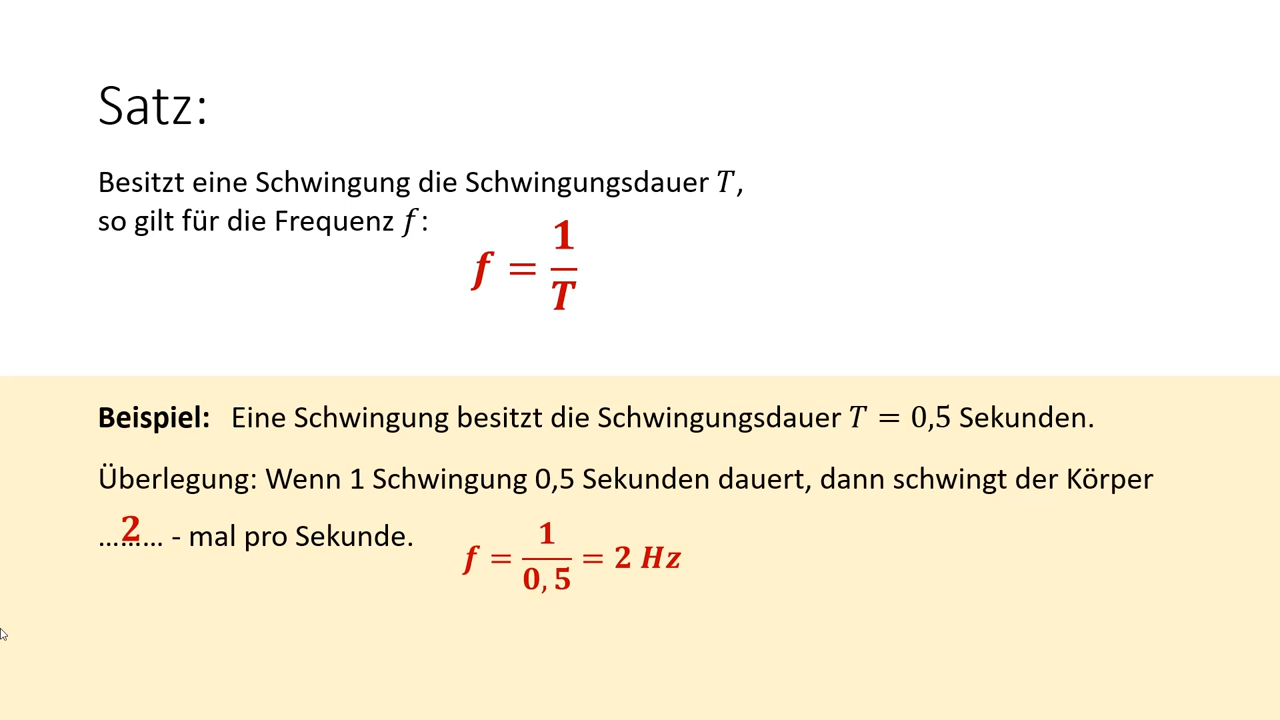 Satz:
Besitzt eine Schwingung die Schwingungsdauer T,
so gilt für die Frequenz f:
f = 1/T
Beispiel: Eine Schwingung besitzt die Schwingungsdauer T = 0,5 Sekunden.
Überlegung: Wenn 1 Schwingung 0,5 Sekunden dauert, dann schwingt der Körper
...2... - mal pro Sekunde.
f = 1/0,5 = 2 Hz